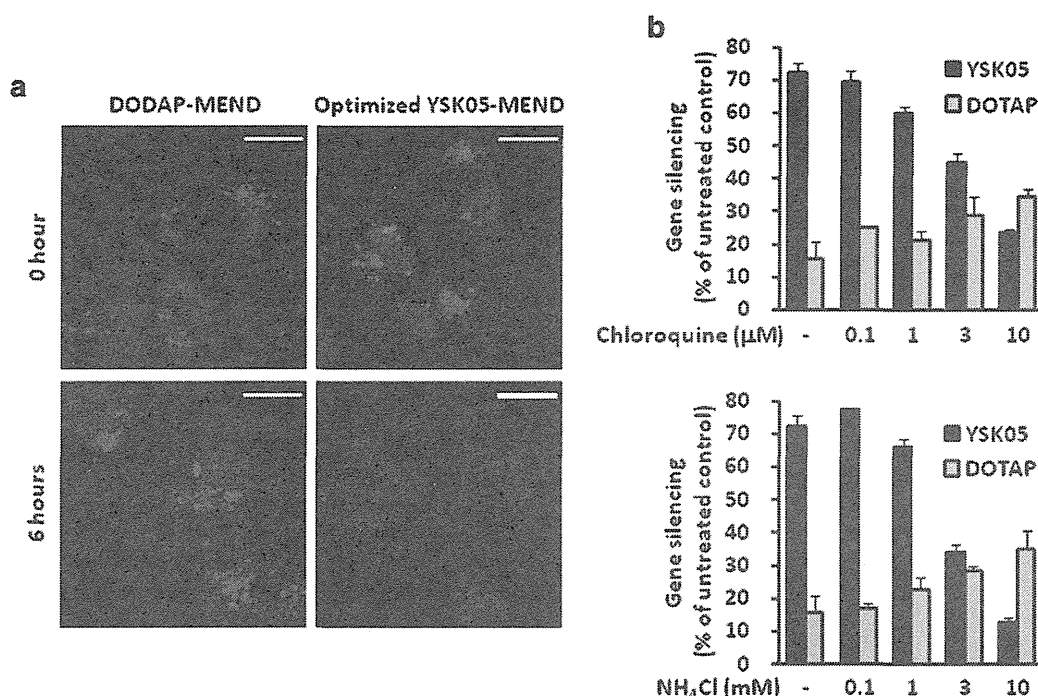 a
DODAP-MEND
Optimized YSK05-MEND
0 hour
6 hours
b
80
70
60
50
40
30
20
10
0
Gene silencing
(% of untreated control)
YSK05
DOTAP
Chloroquine (μM) - 0.1 1 3 10
80
70
60
50
40
30
20
10
0
Gene silencing
(% of untreated control)
YSK05
DOTAP
NH₄Cl (mM) - 0.1 1 3 10